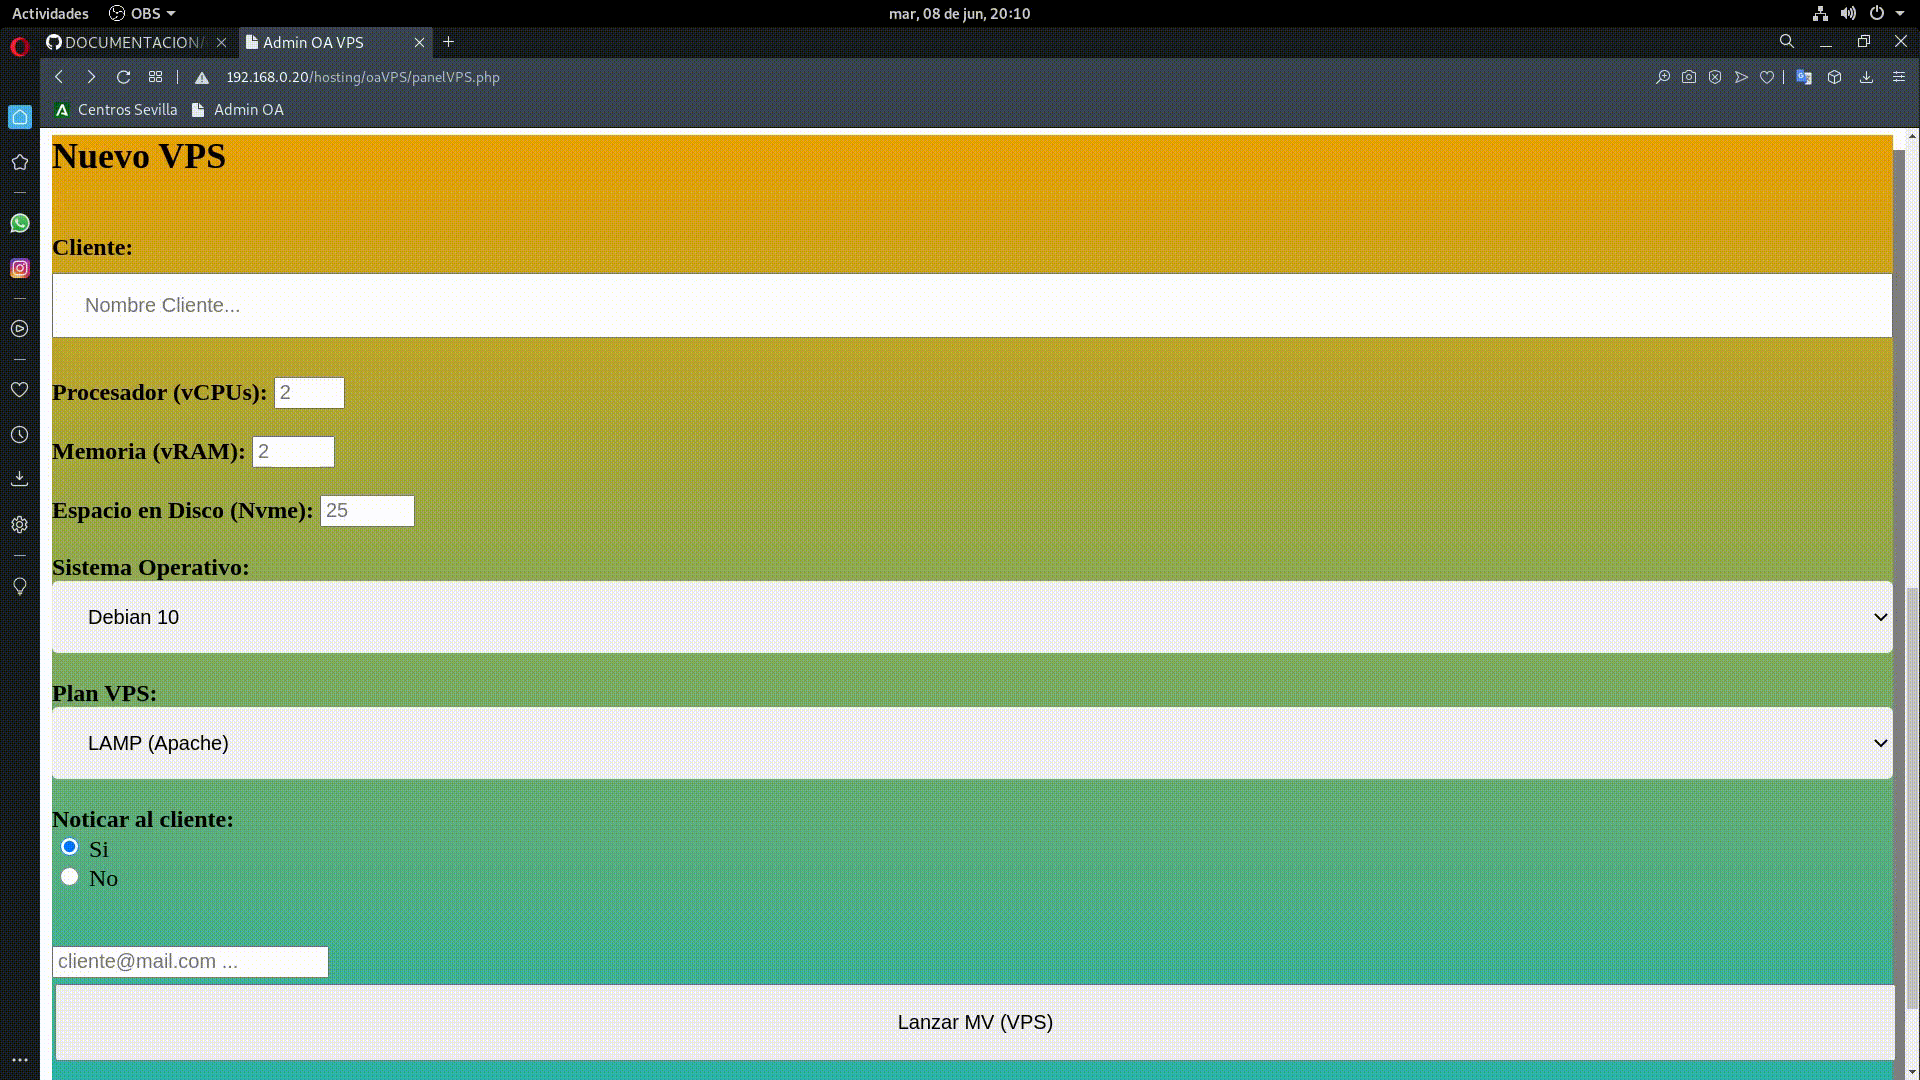 Actividades OBS mar, 08 de jun, 20:10
DOCUMENTACION/ Admin OA VPS
192.168.0.20/hosting/oaVPS/panelVPS.php
Centros Sevilla Admin OA
Nuevo VPS
Cliente:
Nombre Cliente...
Procesador (vCPUs): 2
Memoria (vRAM): 2
Espacio en Disco (Nvme): 25
Sistema Operativo:
Debian 10
Plan VPS:
LAMP (Apache)
Noticar al cliente:
Si
No
cliente@mail.com ...
Lanzar MV (VPS)